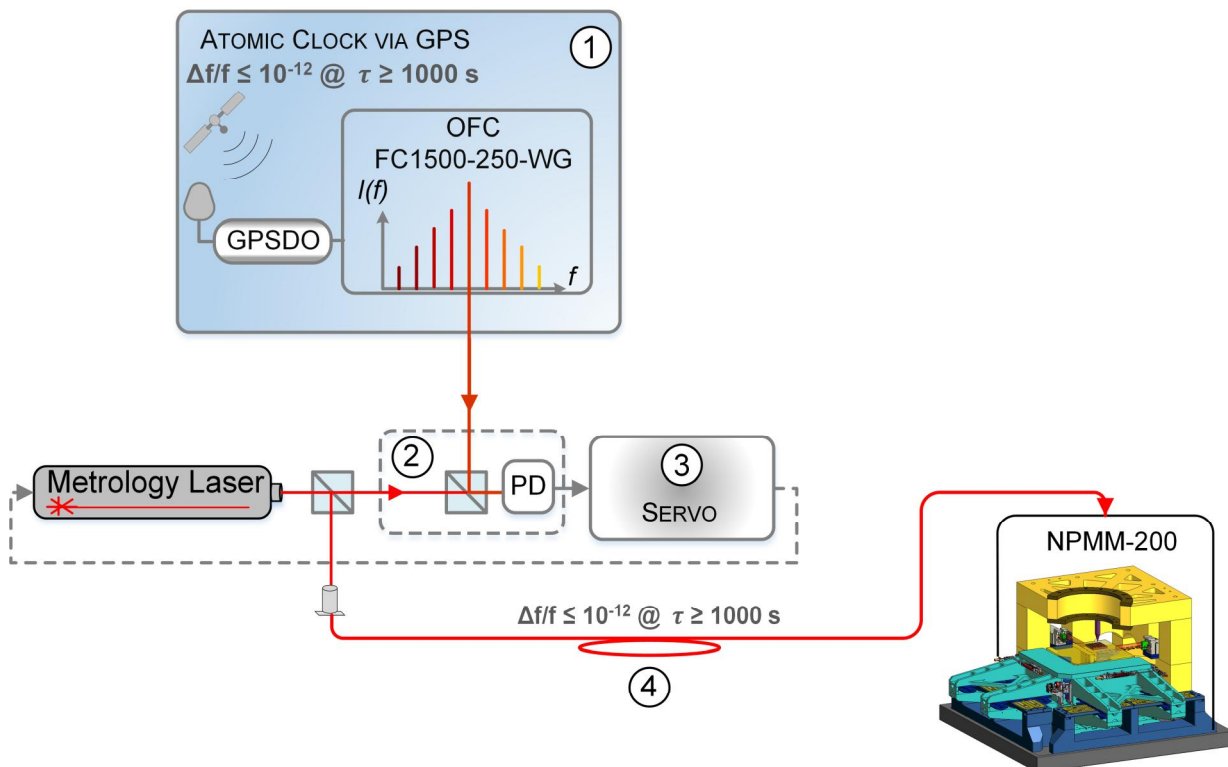 ATOMIC CLOCK VIA GPS
1
Δf/f ≤ 10⁻¹² @ τ ≥ 1000 s
OFC
FC1500-250-WG
I(f)
GPSDO
f
2
3
Metrology Laser
PD
SERVO
NPMM-200
Δf/f ≤ 10⁻¹² @ τ ≥ 1000 s
4